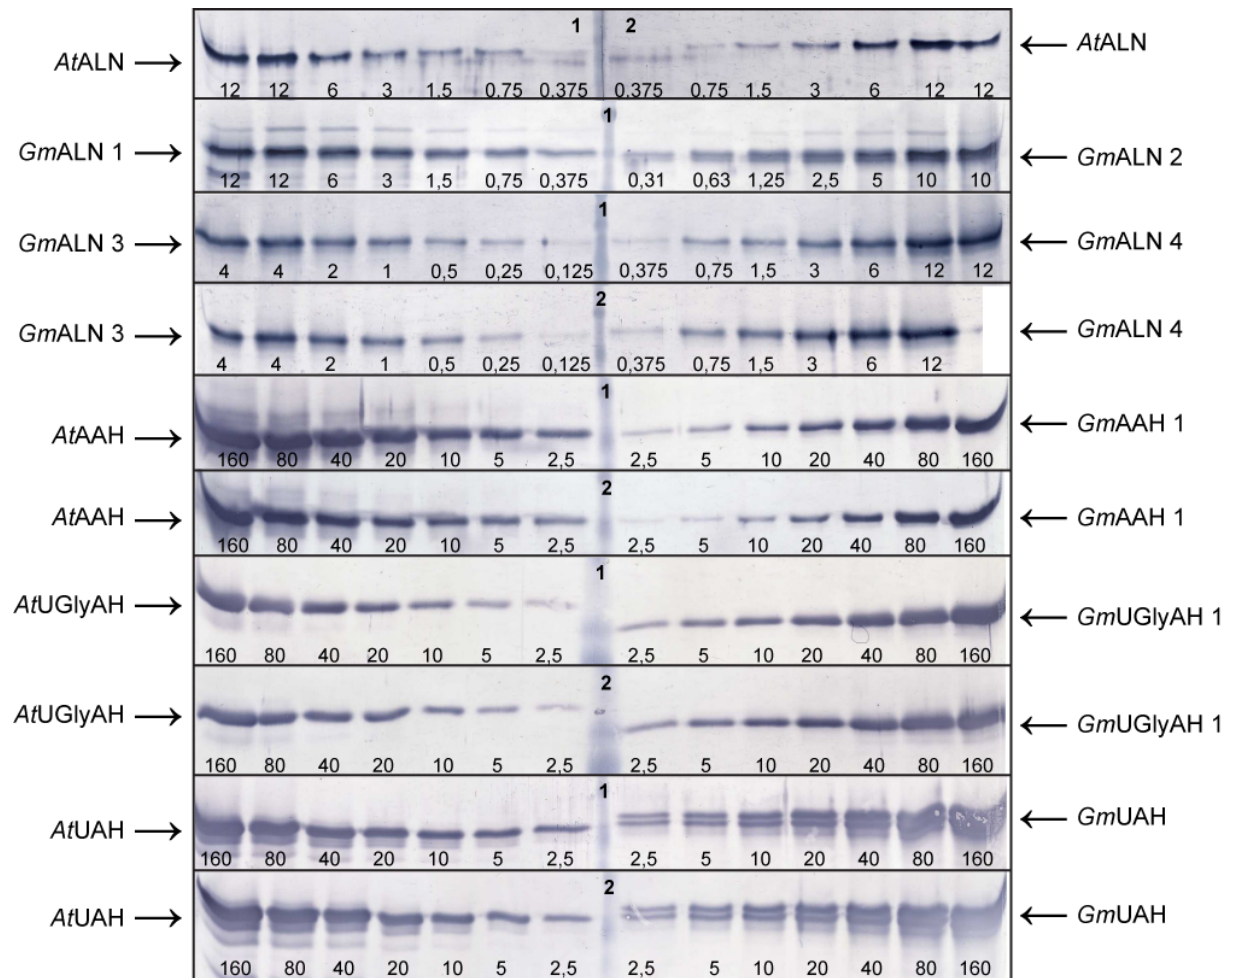 1 2
AtALN → ← AtALN
12 12 6 3 1,5 0,75 0,375 0,375 0,75 1,5 3 6 12 12
1
GmALN 1 → ← GmALN 2
12 12 6 3 1,5 0,75 0,375 0,31 0,63 1,25 2,5 5 10 10
1
GmALN 3 → ← GmALN 4
4 4 2 1 0,5 0,25 0,125 0,375 0,75 1,5 3 6 12 12
2
GmALN 3 → ← GmALN 4
4 4 2 1 0,5 0,25 0,125 0,375 0,75 1,5 3 6 12
1
AtAAH → ← GmAAH 1
160 80 40 20 10 5 2,5 2,5 5 10 20 40 80 160
2
AtAAH → ← GmAAH 1
160 80 40 20 10 5 2,5 2,5 5 10 20 40 80 160
1
AtUGlyAH → ← GmUGlyAH 1
160 80 40 20 10 5 2,5 2,5 5 10 20 40 80 160
2
AtUGlyAH → ← GmUGlyAH 1
160 80 40 20 10 5 2,5 2,5 5 10 20 40 80 160
1
AtUAH → ← GmUAH
160 80 40 20 10 5 2,5 2,5 5 10 20 40 80 160
2
AtUAH → ← GmUAH
160 80 40 20 10 5 2,5 2,5 5 10 20 40 80 160